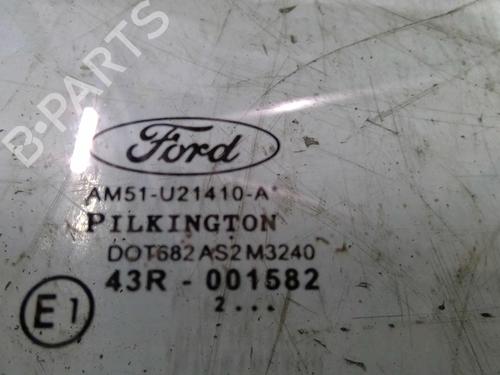 B-PARTS
Ford
AM51-U21410-A*
PILKINGTON
DOT682 AS2 M3240
43R - 001582
E1
2...